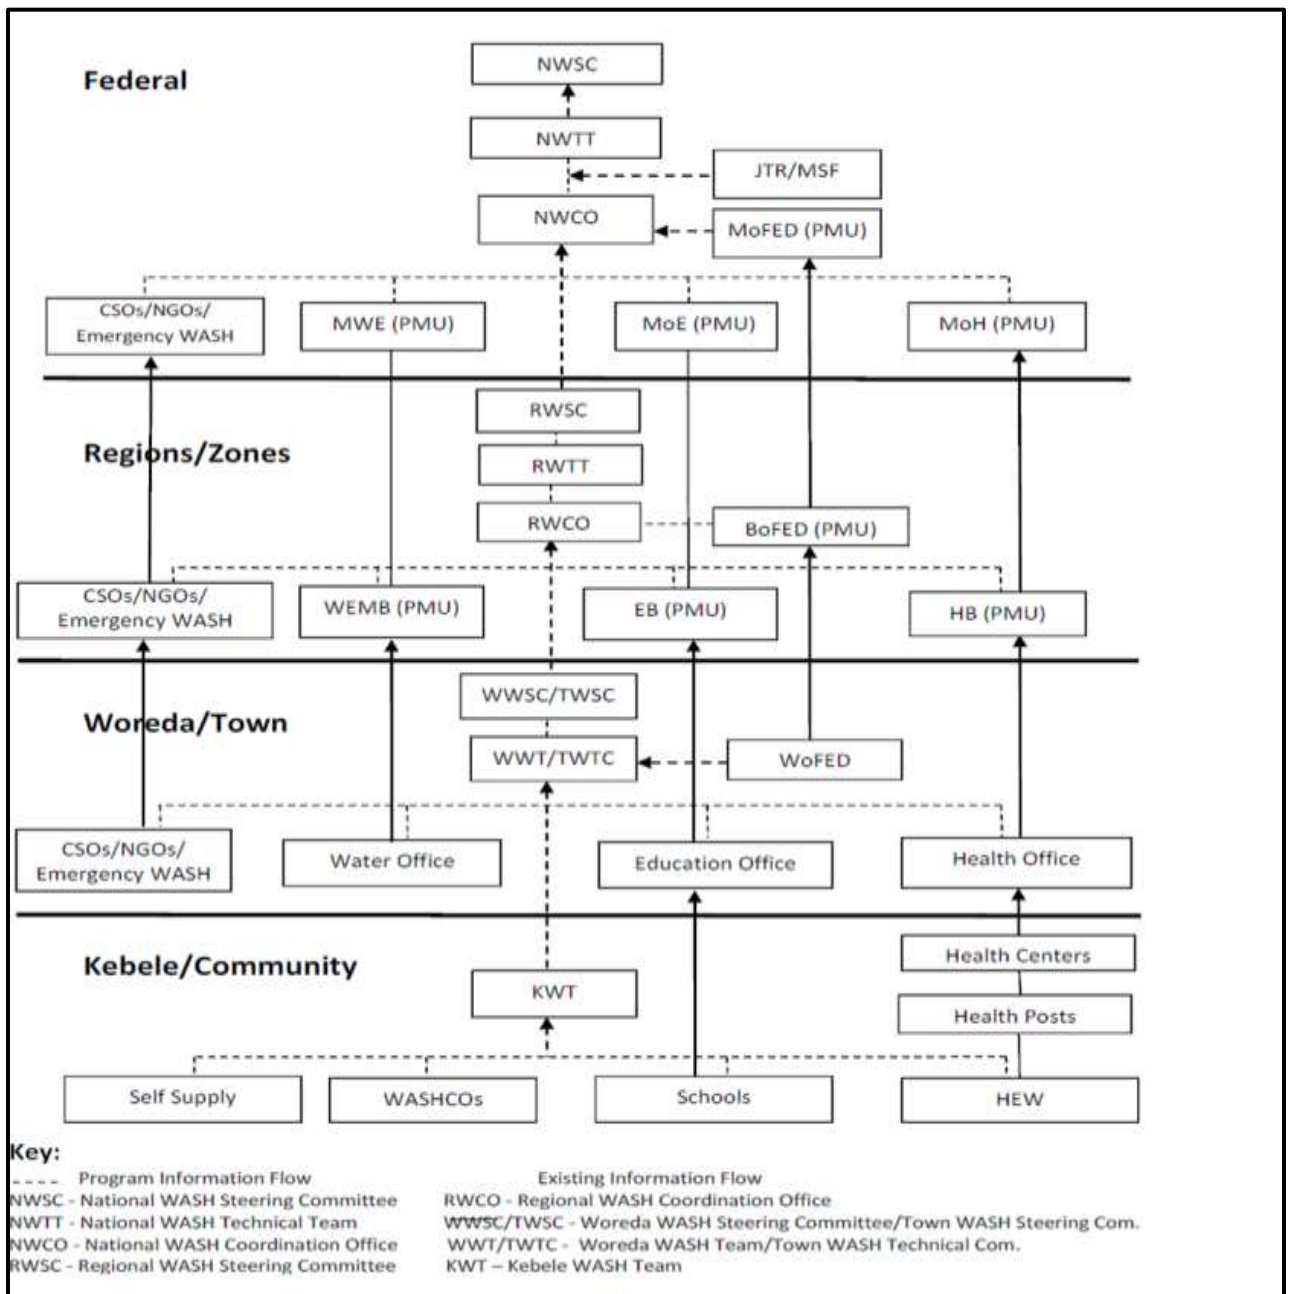 NWSC
Federal
NWTT
JTR/MSF
NWCO
MoFED (PMU)
CSOs/NGOs/
Emergency WASH
MWE (PMU)
MoE (PMU)
MoH (PMU)
RWSC
Regions/Zones
RWTT
RWCO
BoFED (PMU)
CSOs/NGOs/
Emergency WASH
WEMB (PMU)
EB (PMU)
HB (PMU)
WWSC/TWSC
Woreda/Town
WWT/TWTC
WoFED
CSOs/NGOs/
Emergency WASH
Water Office
Education Office
Health Office
Health Centers
Kebele/Community
KWT
Health Posts
Self Supply
WASHCOs
Schools
HEW
Key:
---- Program Information Flow
Existing Information Flow
NWSC - National WASH Steering Committee
RWCO - Regional WASH Coordination Office
NWTT - National WASH Technical Team
WWSC/TWSC - Woreda WASH Steering Committee/Town WASH Steering Com.
NWCO - National WASH Coordination Office
WWT/TWTC - Woreda WASH Team/Town WASH Technical Com.
RWSC - Regional WASH Steering Committee
KWT – Kebele WASH Team